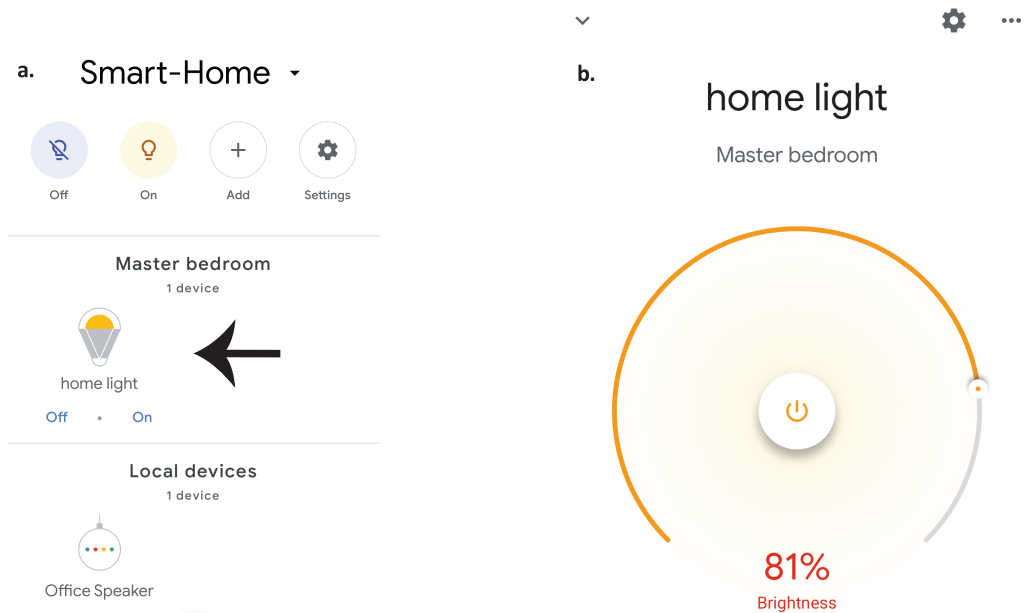 a.
Smart-Home
Off
On
Add
Settings
Master bedroom
1 device
home light
Off • On
Local devices
1 device
Office Speaker
b.
home light
Master bedroom
81%
Brightness